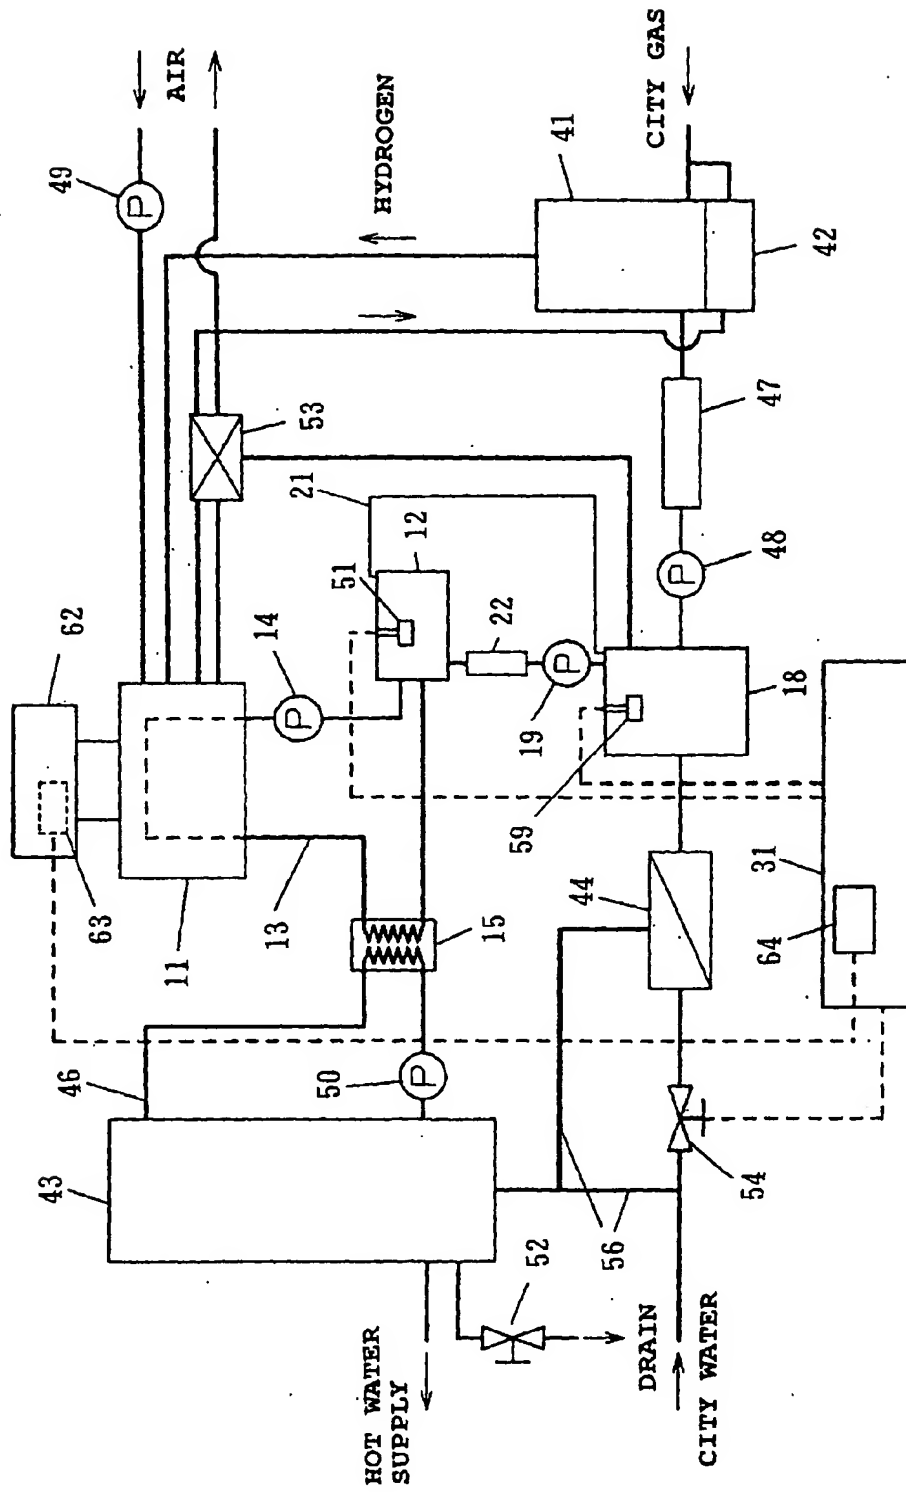 43
46
62
49
63
11
P
AIR
13
14
21
53
P
50
51
HOT WATER
SUPPLY
HYDROGEN
12
P
15
22
41
59
19
52
P
44
56
DRAIN
CITY GAS
P
CITY WATER
54
64
31
48
47
18
42